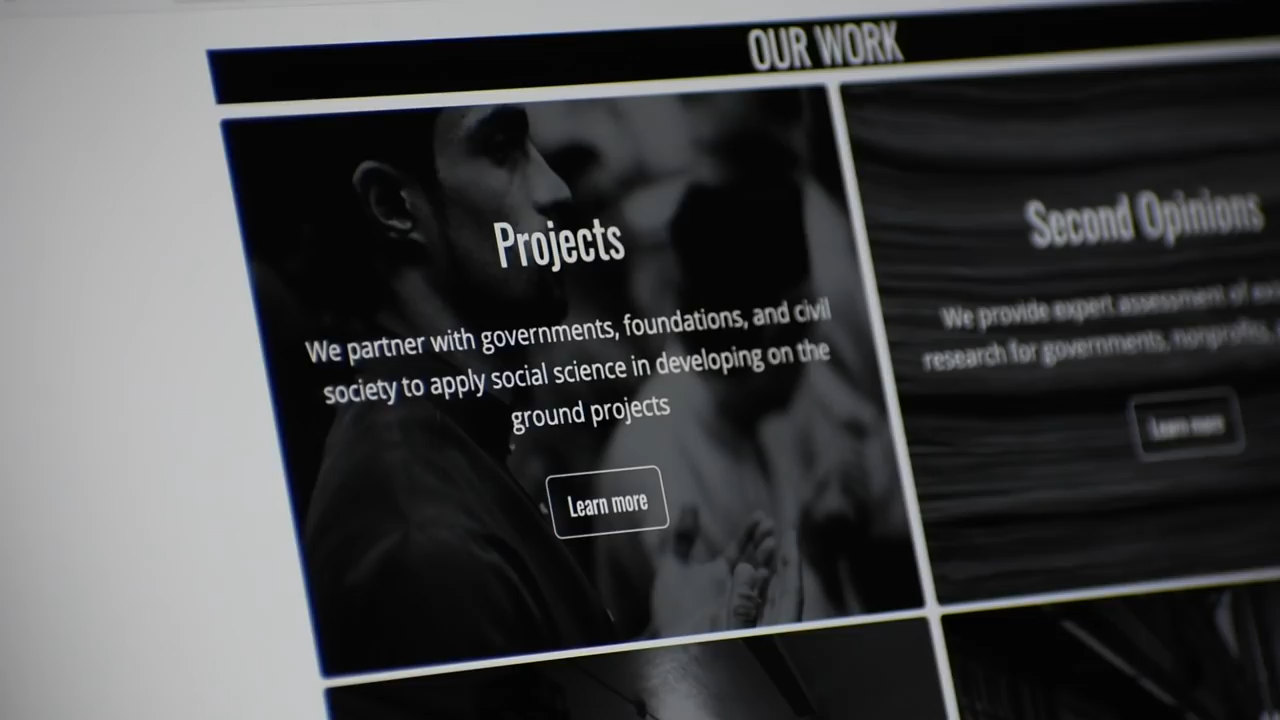 OUR WORK
Projects
We partner with governments, foundations, and civil
society to apply social science in developing on the
ground projects
Learn more
Second Opinions
We provide expert assessment of
research for governments, nonprofits,
Learn more